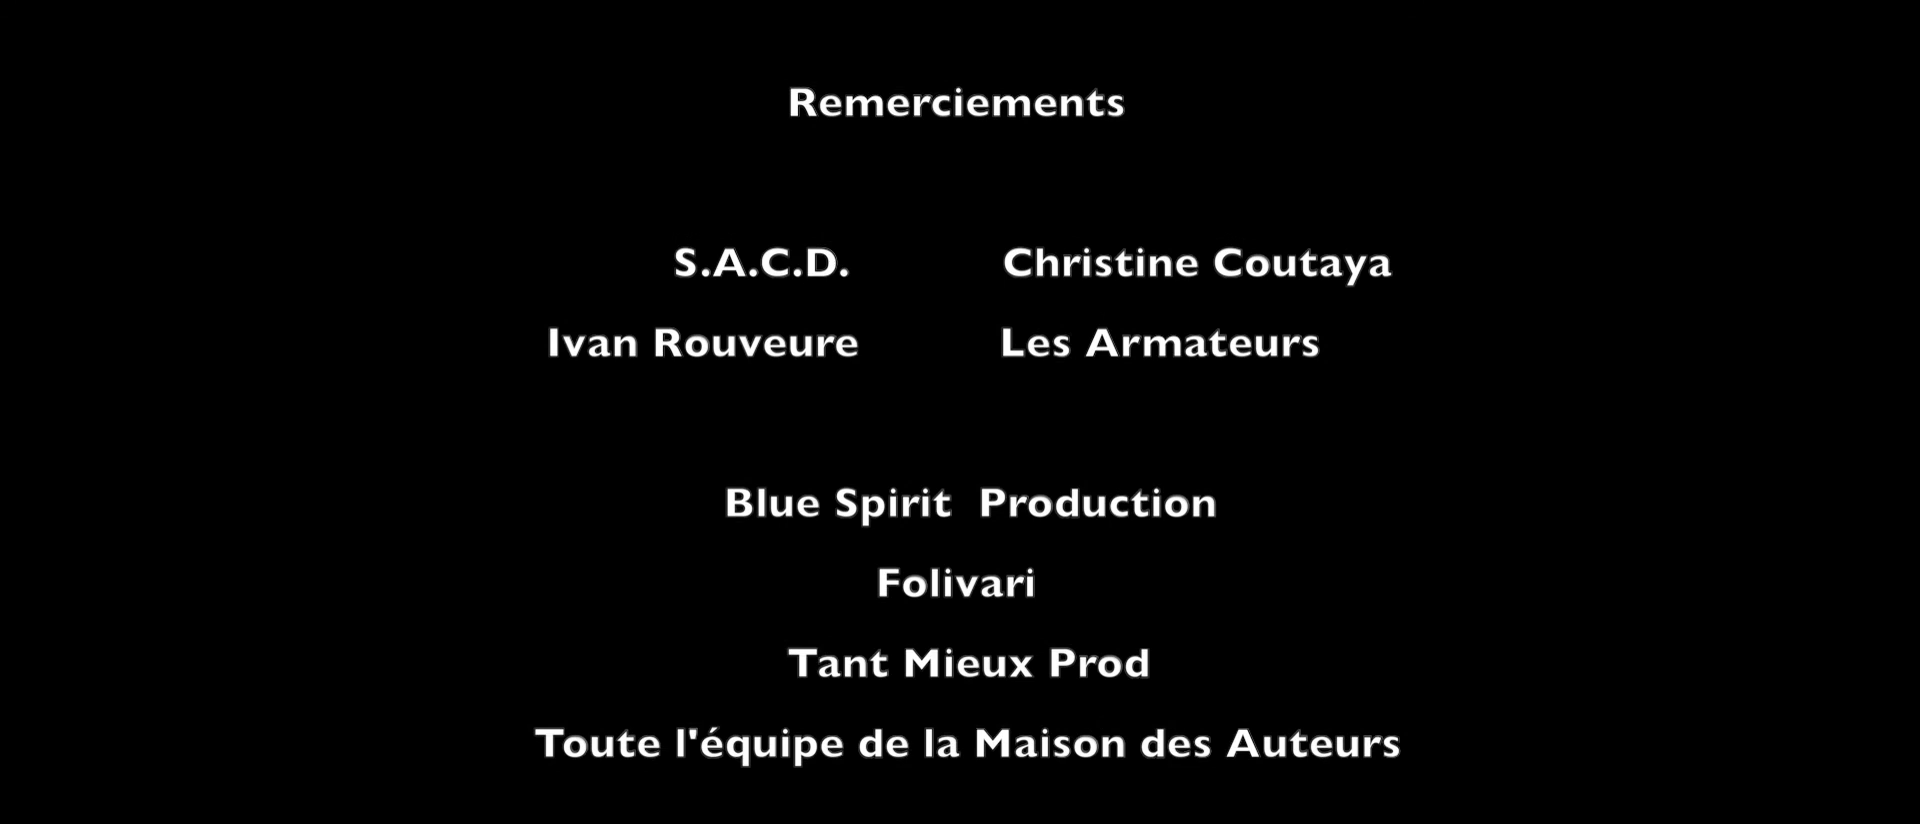 Remerciements
S.A.C.D. Christine Coutaya
Ivan Rouveure Les Armateurs
Blue Spirit Production
Folivari
Tant Mieux Prod
Toute l'équipe de la Maison des Auteurs